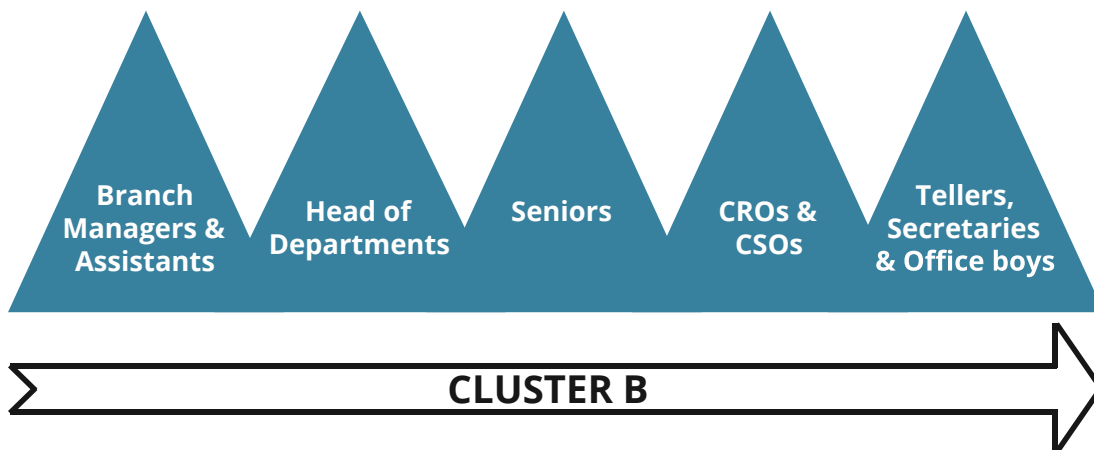 Branch
Managers &
Assistants
Head of
Departments
Seniors
CROs &
CSOs
Tellers,
Secretaries
& Office boys
CLUSTER B